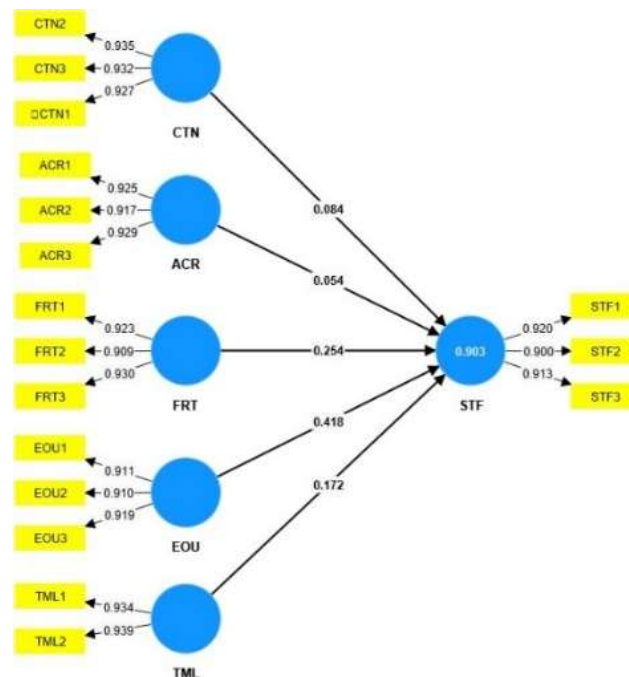 CTN2
0.935
CTN3
0.932
0.927
□CTN1
CTN
ACR1
0.925
ACR2
0.917
0.929
ACR3
ACR
FRT1
0.923
FRT2
0.909
0.930
FRT3
FRT
EOU1
0.911
EOU2
0.910
0.919
EOU3
EOU
TML1
0.934
0.939
TML2
TML
0.084
0.054
0.254
0.418
0.172
0.903
STF
0.920
STF1
0.900
STF2
0.913
STF3